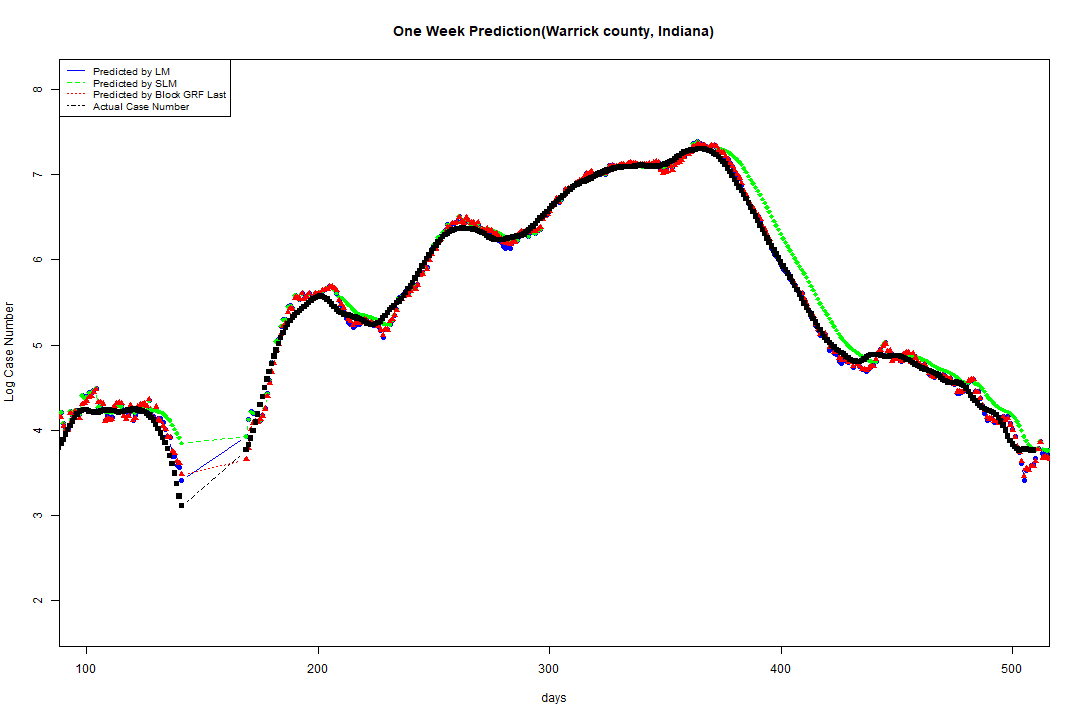 One Week Prediction(Warrick county, Indiana)
Predicted by LM
Predicted by SLM
Predicted by Block GRF Last
Actual Case Number
8
7
6
5
4
3
2
Log Case Number
100 200 300 400 500
days